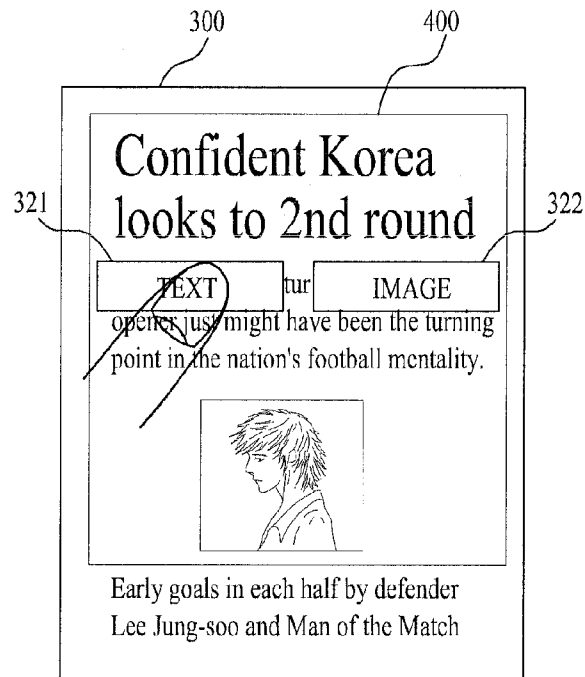 300
400
Confident Korea
looks to 2nd round
321
322
TEXT
tur
IMAGE
opener just might have been the turning
point in the nation's football mentality.
Early goals in each half by defender
Lee Jung-soo and Man of the Match